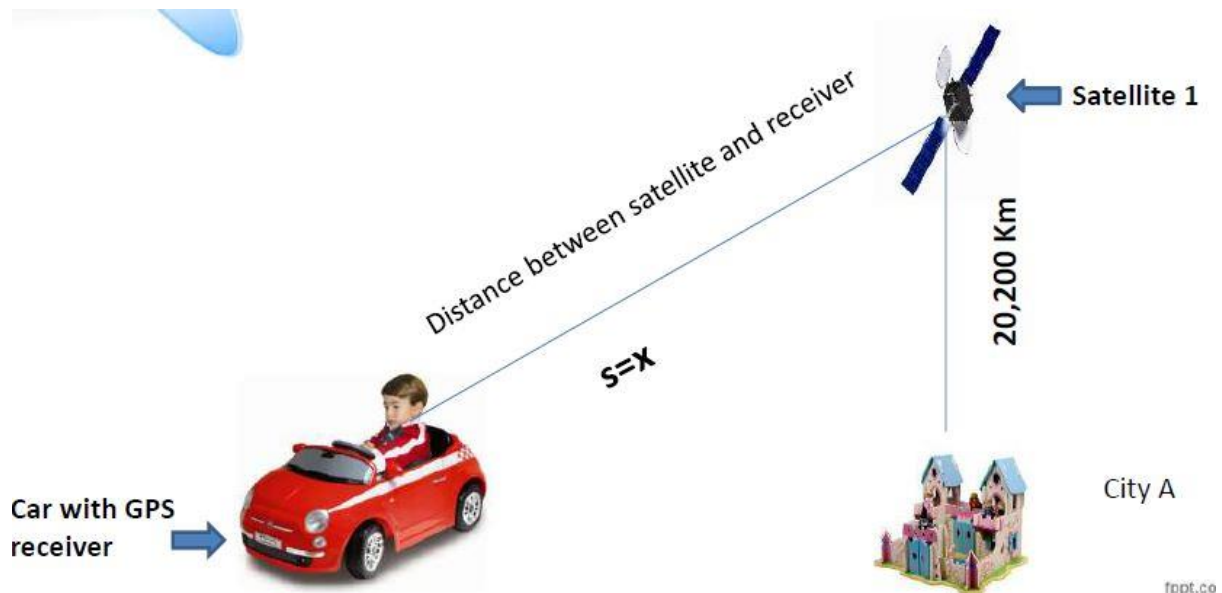 Satellite 1
Distance between satellite and receiver
20,200 Km
s=x
City A
Car with GPS
receiver
fppt.co